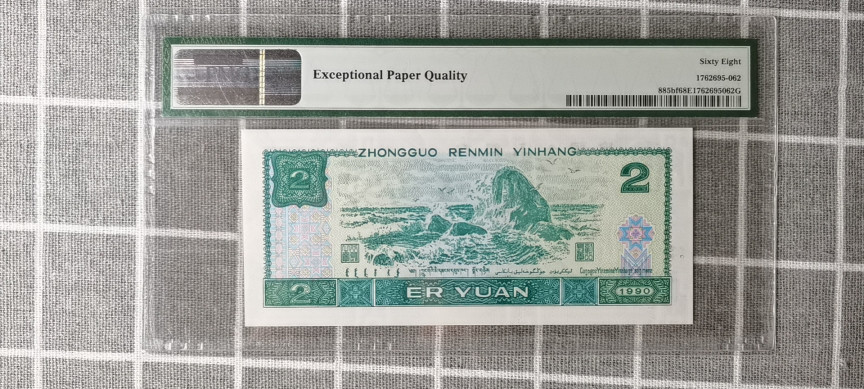 Sixty Eight
Exceptional Paper Quality
1762695-062
885bf68E1762695062G
ZHONGGUO RENMIN YINHANG
2
2
2
ER YUAN
1990